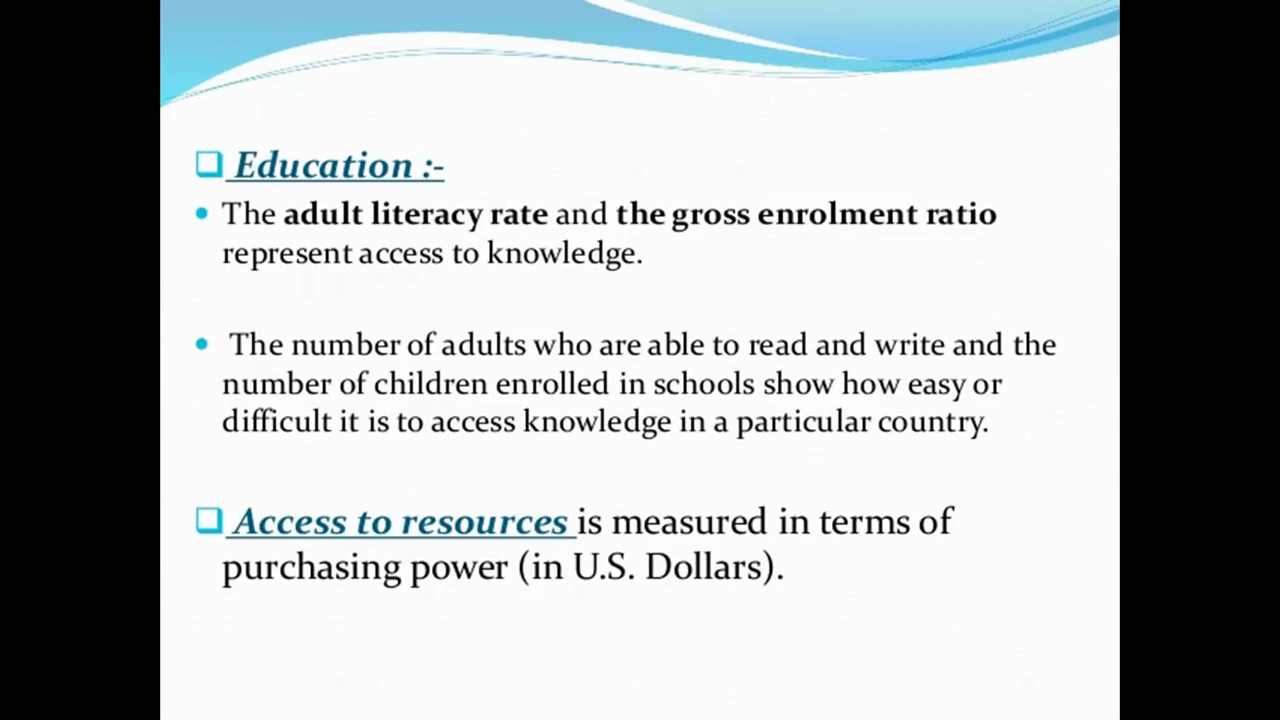 Education :-
The adult literacy rate and the gross enrolment ratio
represent access to knowledge.
The number of adults who are able to read and write and the
number of children enrolled in schools show how easy or
difficult it is to access knowledge in a particular country.
Access to resources is measured in terms of
purchasing power (in U.S. Dollars).